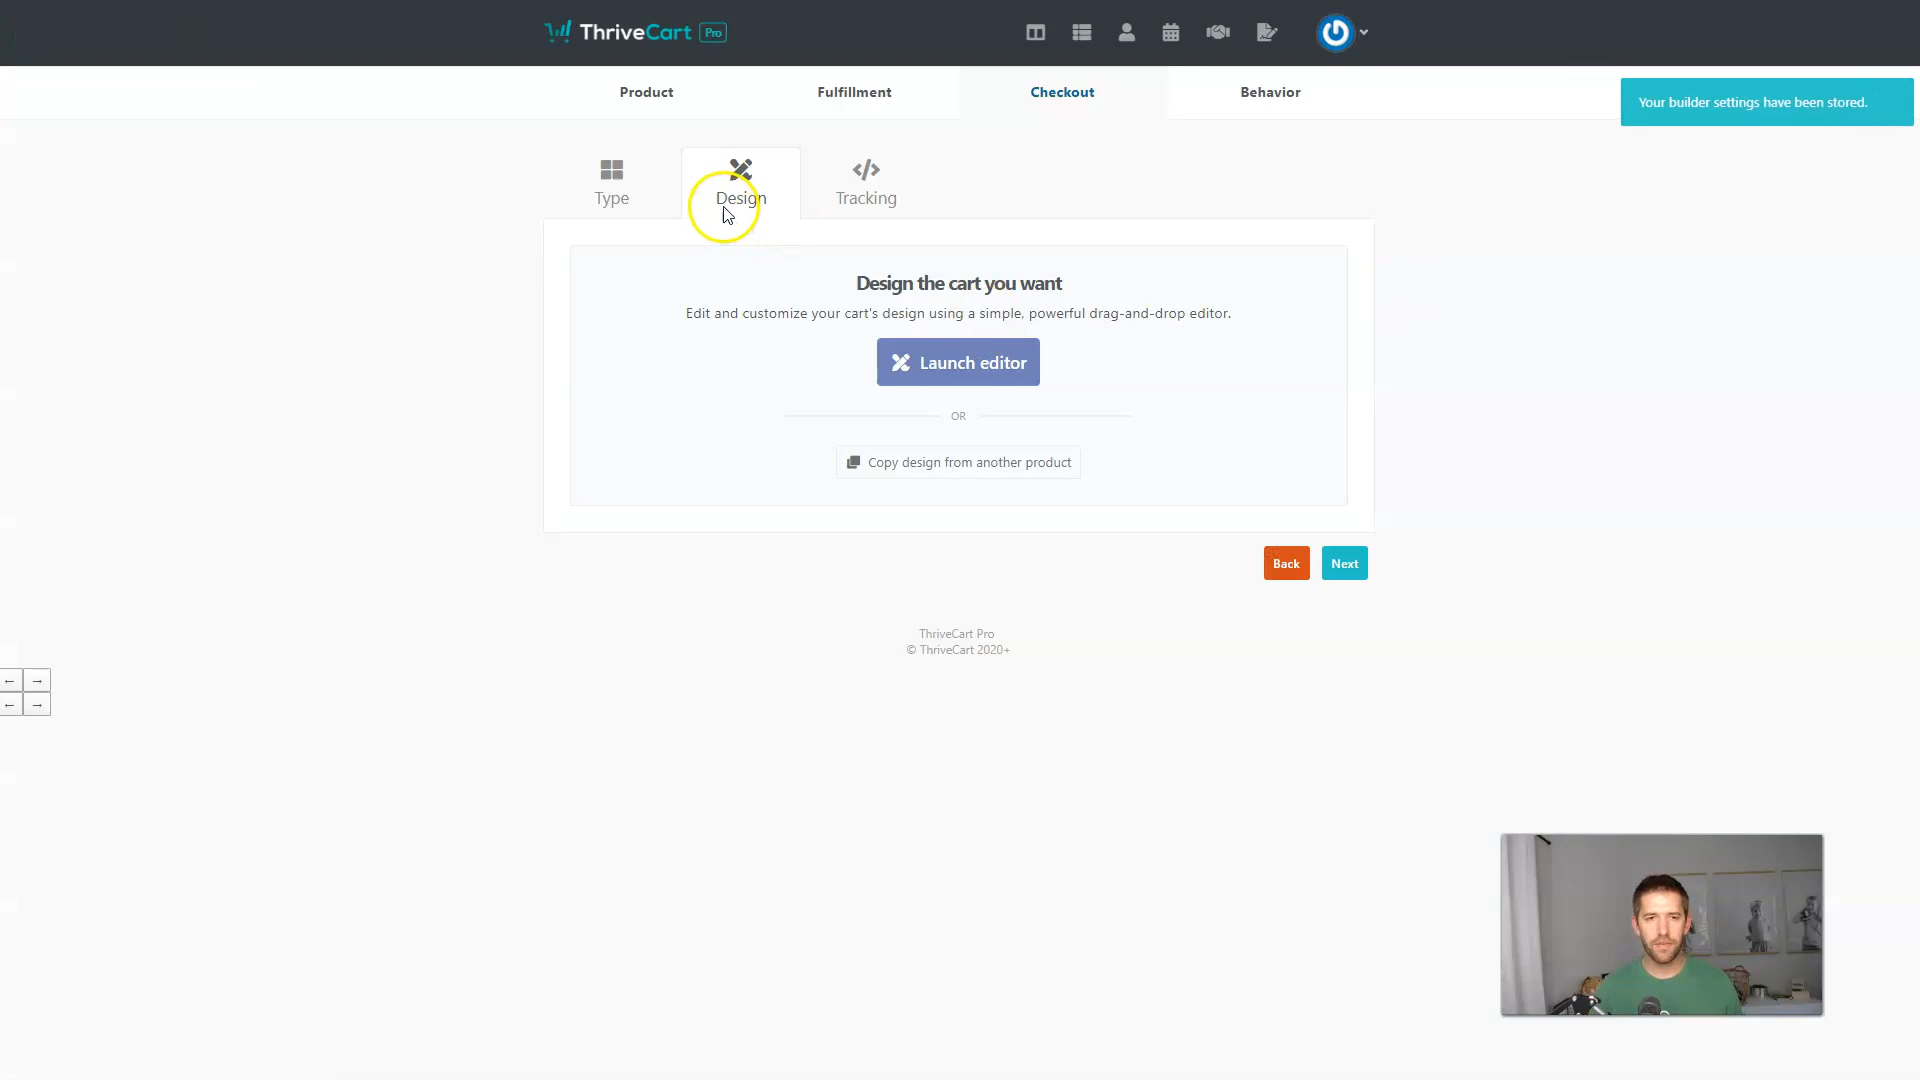 ThriveCart Pro
Product
Fulfillment
Checkout
Behavior
Your builder settings have been stored.
Type
Design
Tracking
Design the cart you want
Edit and customize your cart's design using a simple, powerful drag-and-drop editor.
Launch editor
OR
Copy design from another product
Back
Next
ThriveCart Pro
© ThriveCart 2020+
← →
← →